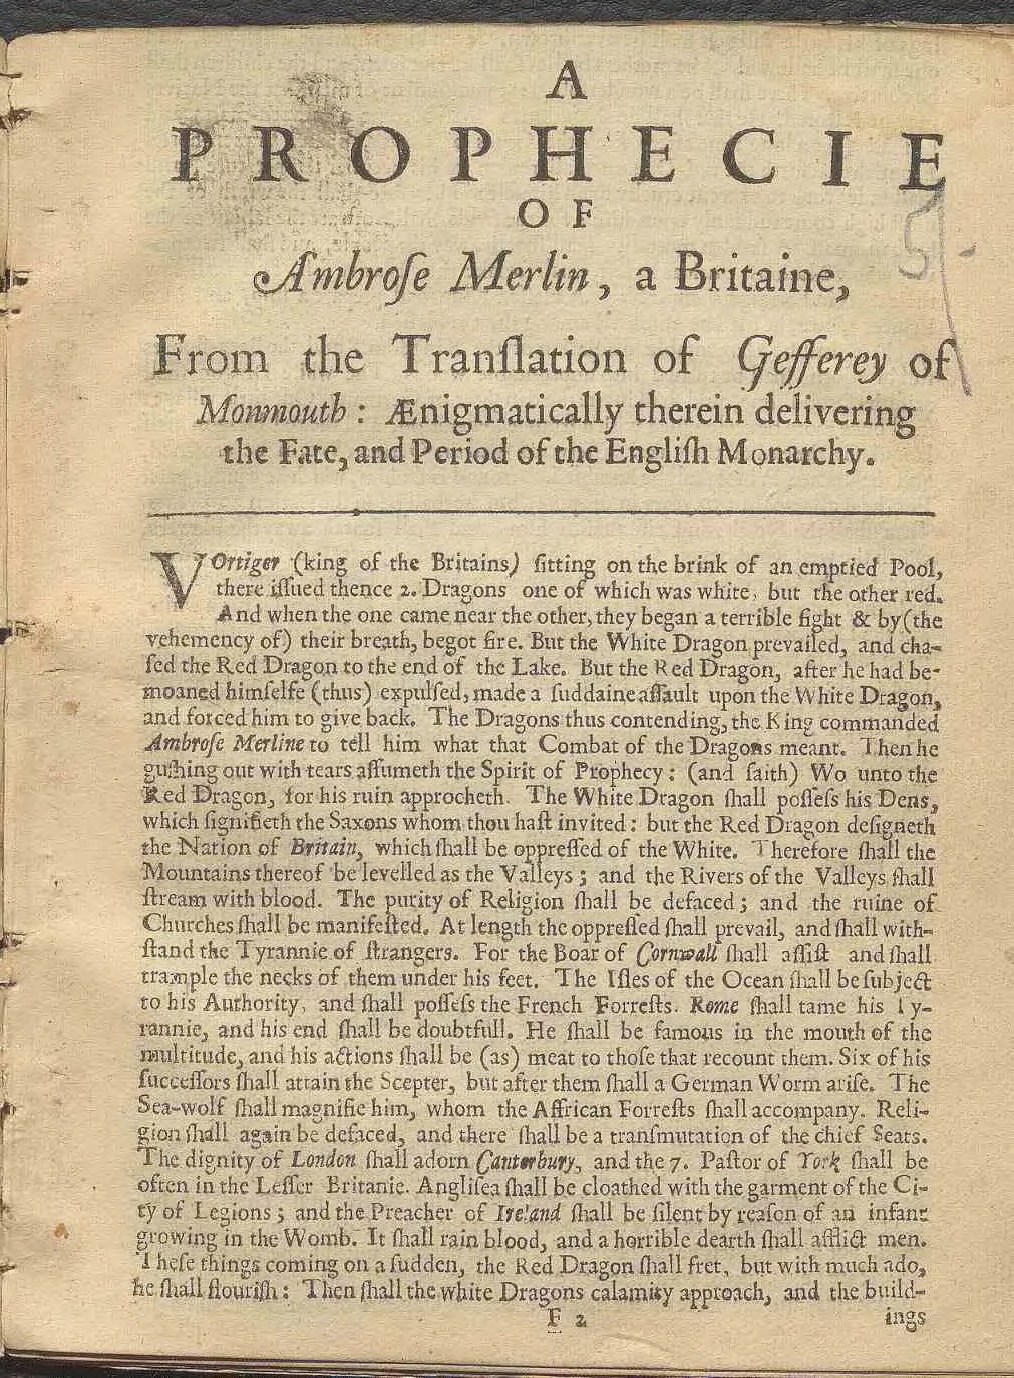 A
PROPHECIE
OF
Ambroſe Merlin, a Britaine,
From the Tranſlation of Gefferey of
Monmouth: Ænigmatically therein delivering
the Fate, and Period of the Engliſh Monarchy.
VOrtiger (king of the Britains) ſitting on the brink of an emptied Pool,
there iſſued thence 2. Dragons one of which was white, but the other red.
And when the one came near the other, they began a terrible fight & by (the
vehemency of) their breath, begot fire. But the White Dragon prevailed, and cha-
ſed the Red Dragon to the end of the Lake. But the Red Dragon, after he had be-
moaned himſelfe (thus) expulſed, made a ſuddaine aſſault upon the White Dragon,
and forced him to give back. The Dragons thus contending, the King commanded
Ambroſe Merline to tell him what that Combat of the Dragons meant. Then he
guſhing out with tears aſſumeth the Spirit of Prophecy: (and ſaith) Wo unto the
Red Dragon, for his ruin approcheth. The White Dragon ſhall poſſeſs his Dens,
which ſignifieth the Saxons whom thou haſt invited: but the Red Dragon deſigneth
the Nation of Britain, which ſhall be oppreſſed of the White. Therefore ſhall the
Mountains thereof be levelled as the Valleys; and the Rivers of the Valleys ſhall
ſtream with blood. The purity of Religion ſhall be defaced; and the ruine of
Churches ſhall be manifeſted. At length the oppreſſed ſhall prevail, and ſhall with-
ſtand the Tyrannie of ſtrangers. For the Boar of Cornwall ſhall aſſiſt and ſhall
trample the necks of them under his feet. The Iſles of the Ocean ſhall be ſubject
to his Authority, and ſhall poſſeſs the French Forreſts. Rome ſhall tame his Ty-
rannie, and his end ſhall be doubtfull. He ſhall be famous in the mouth of the
multitude, and his actions ſhall be (as) meat to thoſe that recount them. Six of his
ſucceſſors ſhall attain the Scepter, but after them ſhall a German Worm ariſe. The
Sea-wolf ſhall magnifie him, whom the Affrican Forreſts ſhall accompany. Reli-
gion ſhall again be defaced, and there ſhall be a tranſmutation of the chief Seats.
The dignity of London ſhall adorn Canterbury, and the 7. Paſtor of York ſhall be
often in the Leſſer Britanie. Angliſea ſhall be cloathed with the garment of the Ci-
ty of Legions; and the Preacher of Ireland ſhall be ſilent by reaſon of an infant
growing in the Womb. It ſhall rain blood, and a horrible dearth ſhall afflict men.
Theſe things coming on a ſudden, the Red Dragon ſhall fret, but with much ado,
he ſhall flouriſh: Then ſhall the white Dragons calamity approach, and the build-
F 2 ings